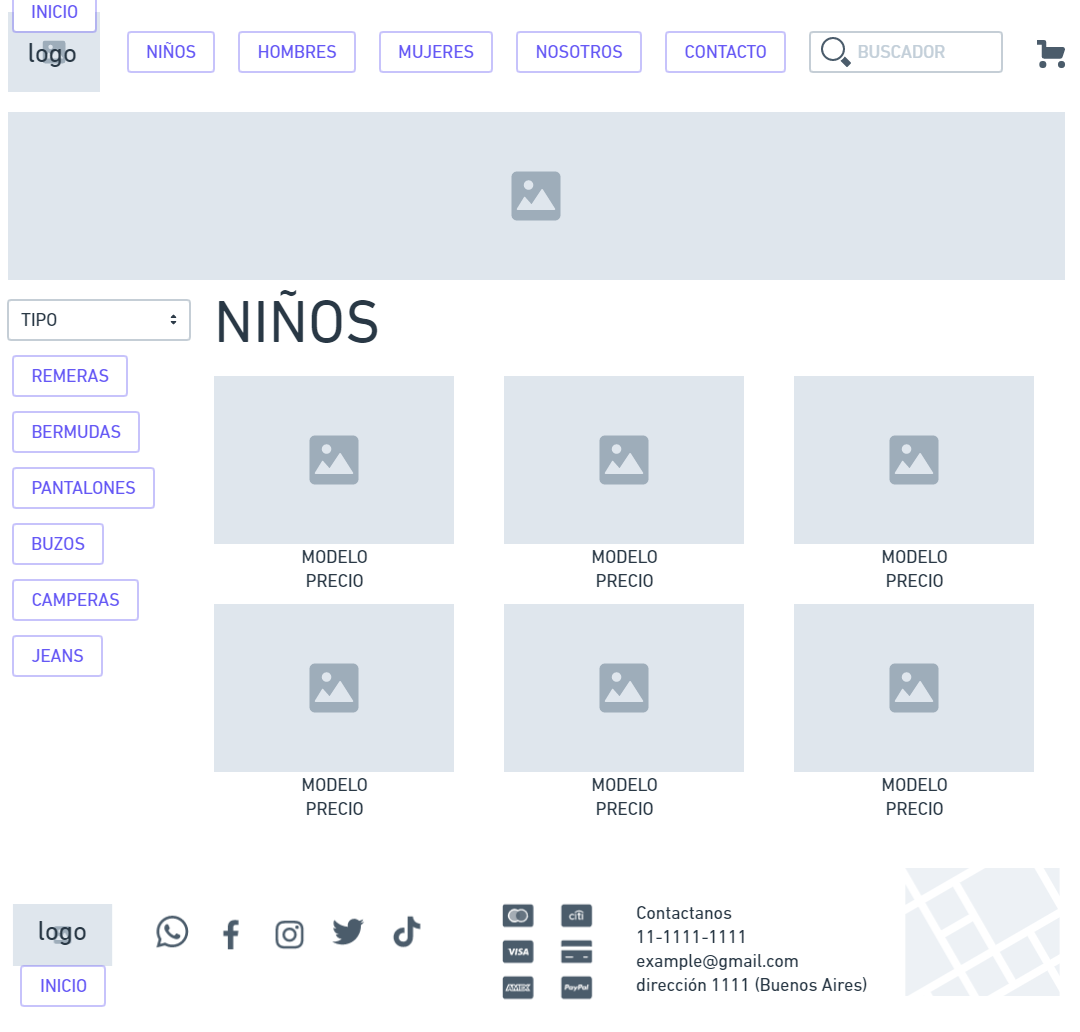 INICIO
logo
NIÑOS
HOMBRES
MUJERES
NOSOTROS
CONTACTO
BUSCADOR
TIPO
NIÑOS
REMERAS
BERMUDAS
PANTALONES
BUZOS
CAMPERAS
JEANS
MODELO
PRECIO
MODELO
PRECIO
MODELO
PRECIO
MODELO
PRECIO
MODELO
PRECIO
MODELO
PRECIO
logo
INICIO
citi
VISA
AMEX
PayPal
Contactanos
11-1111-1111
example@gmail.com
dirección 1111 (Buenos Aires)